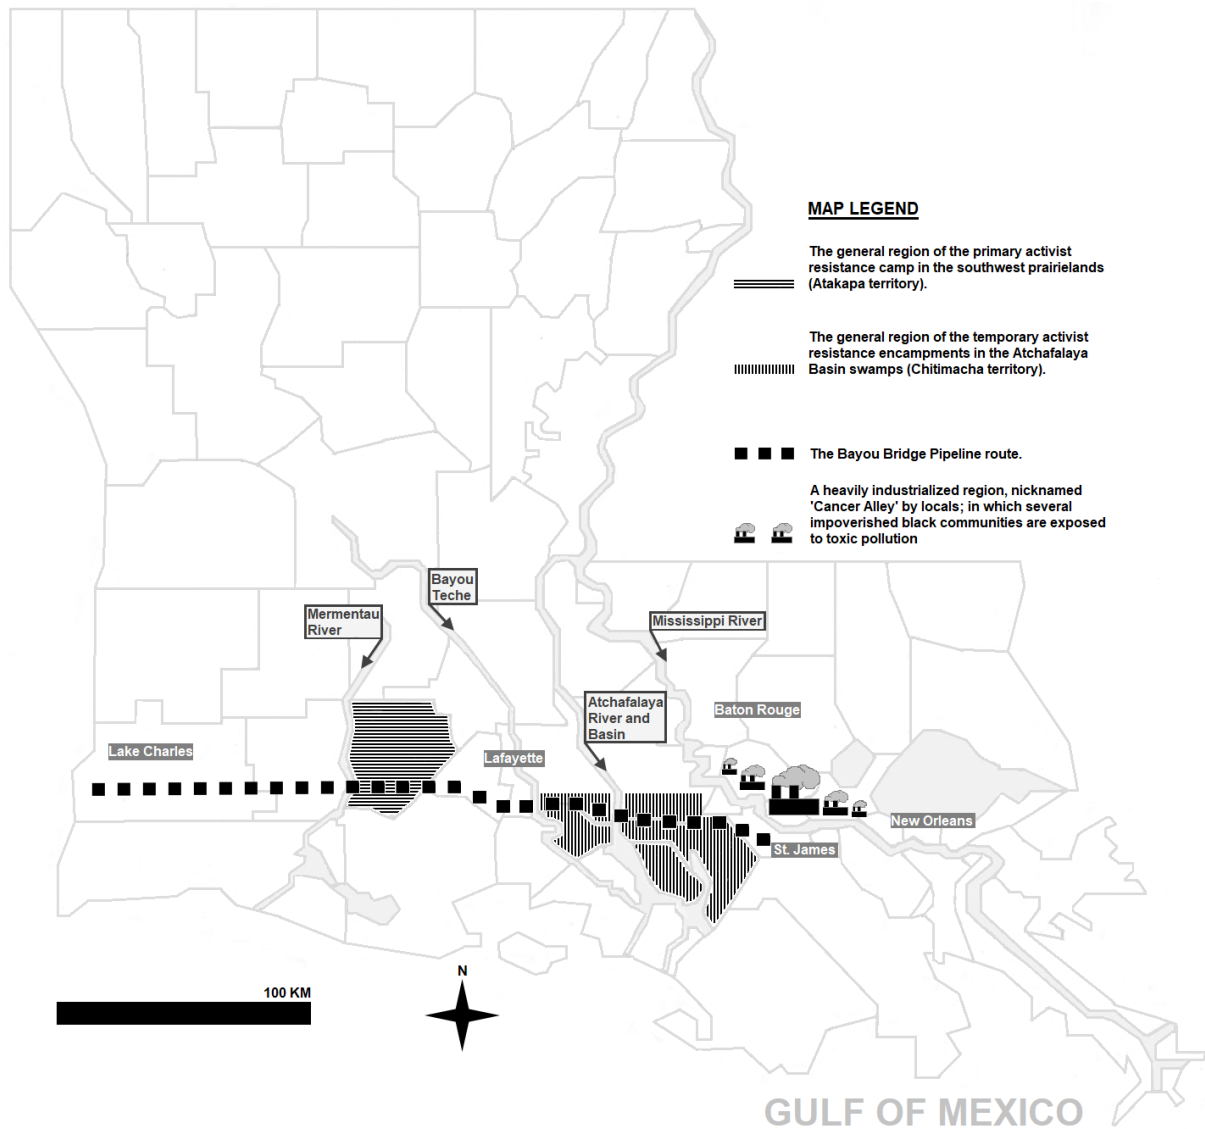 MAP LEGEND
The general region of the primary activist
resistance camp in the southwest prairielands
(Atakapa territory).
The general region of the temporary activist
resistance encampments in the Atchafalaya
Basin swamps (Chitimacha territory).
The Bayou Bridge Pipeline route.
A heavily industrialized region, nicknamed
'Cancer Alley' by locals; in which several
impoverished black communities are exposed
to toxic pollution
Bayou
Teche
Mermentau
River
Mississippi River
Atchafalaya
River and
Basin
Baton Rouge
Lake Charles
Lafayette
New Orleans
St. James
N
100 KM
GULF OF MEXICO